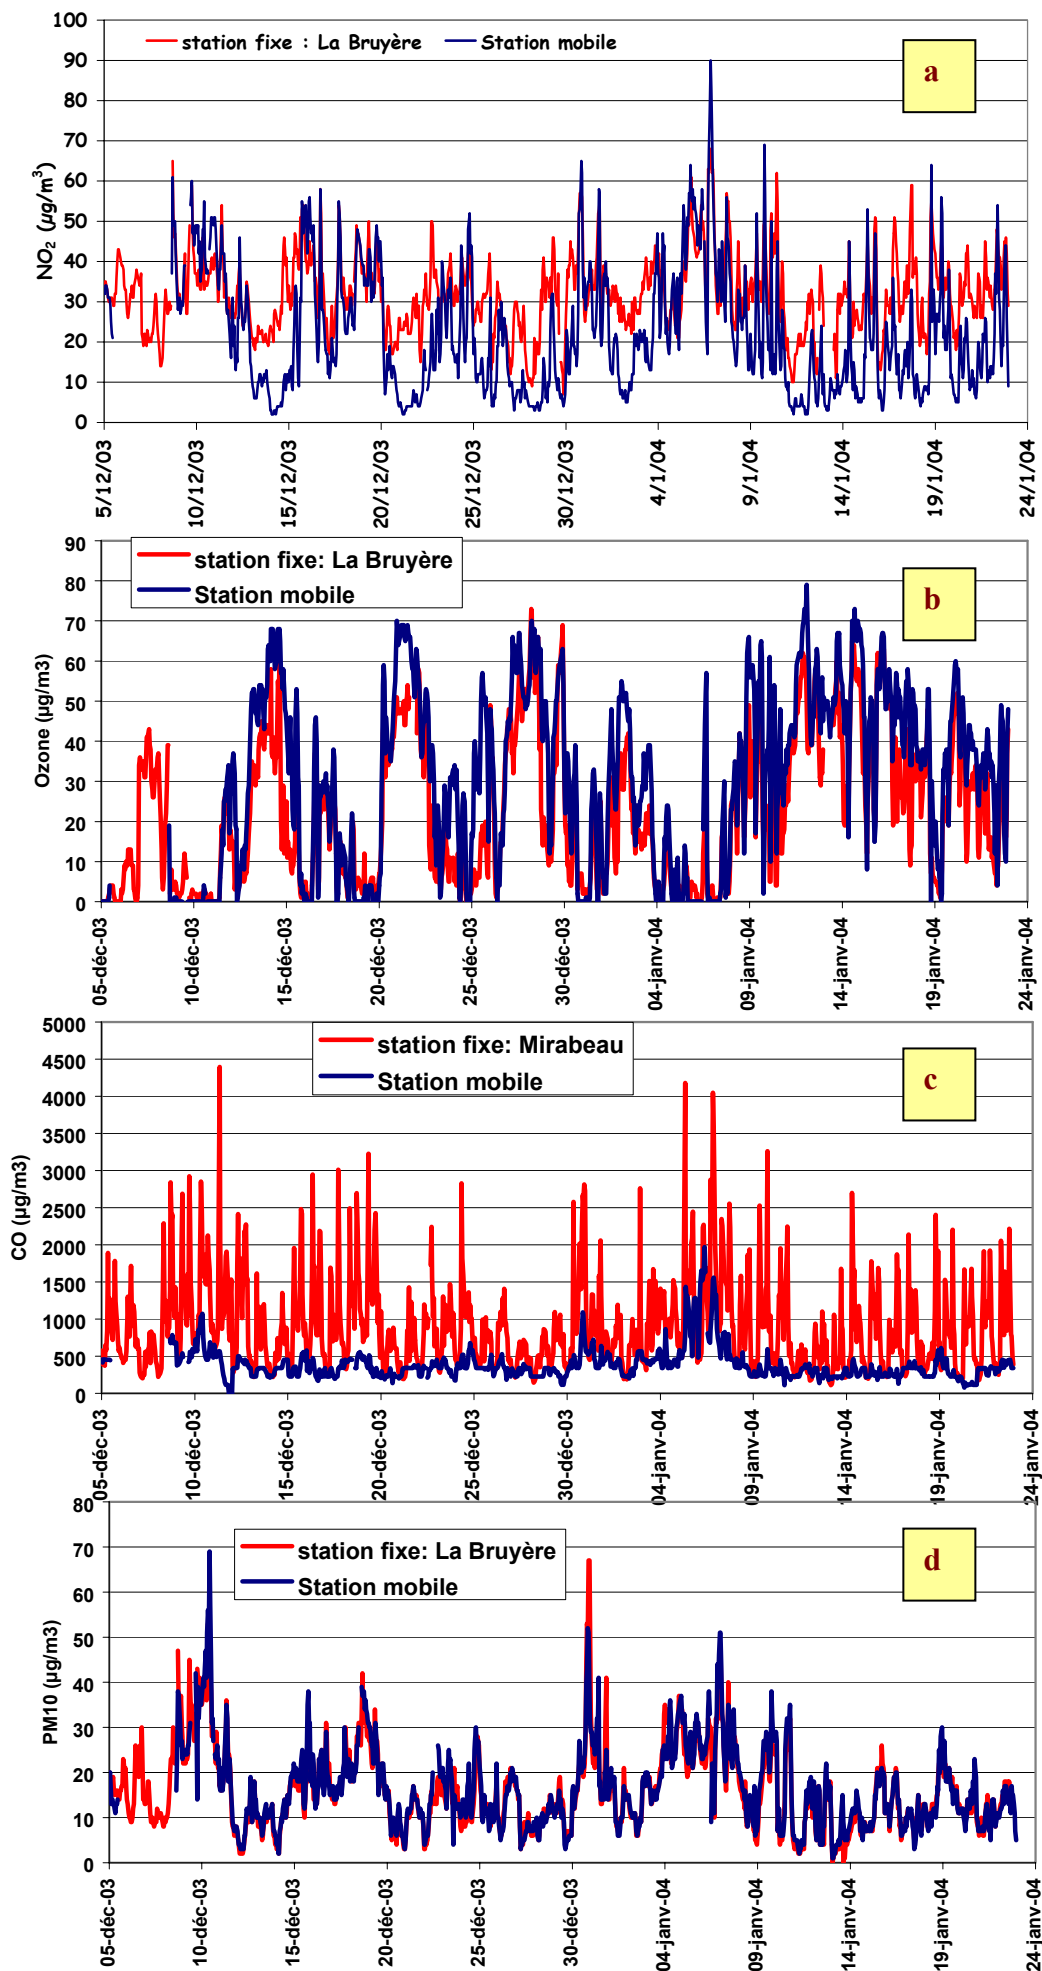 100
90
80
70
60
50
40
30
20
10
0
NO2 (µg/m3)
station fixe : La Bruyère
Station mobile
a
5/12/03
10/12/03
15/12/03
20/12/03
25/12/03
30/12/03
4/1/04
9/1/04
14/1/04
19/1/04
24/1/04
90
80
70
60
50
40
30
20
10
0
Ozone (µg/m3)
station fixe: La Bruyère
Station mobile
b
05-déc-03
10-déc-03
15-déc-03
20-déc-03
25-déc-03
30-déc-03
04-janv-04
09-janv-04
14-janv-04
19-janv-04
24-janv-04
5000
4500
4000
3500
3000
2500
2000
1500
1000
500
0
CO (µg/m3)
station fixe: Mirabeau
Station mobile
c
05-déc-03
10-déc-03
15-déc-03
20-déc-03
25-déc-03
30-déc-03
04-janv-04
09-janv-04
14-janv-04
19-janv-04
24-janv-04
80
70
60
50
40
30
20
10
0
PM10 (µg/m3)
station fixe: La Bruyère
Station mobile
d
05-déc-03
10-déc-03
15-déc-03
20-déc-03
25-déc-03
30-déc-03
04-janv-04
09-janv-04
14-janv-04
19-janv-04
24-janv-04